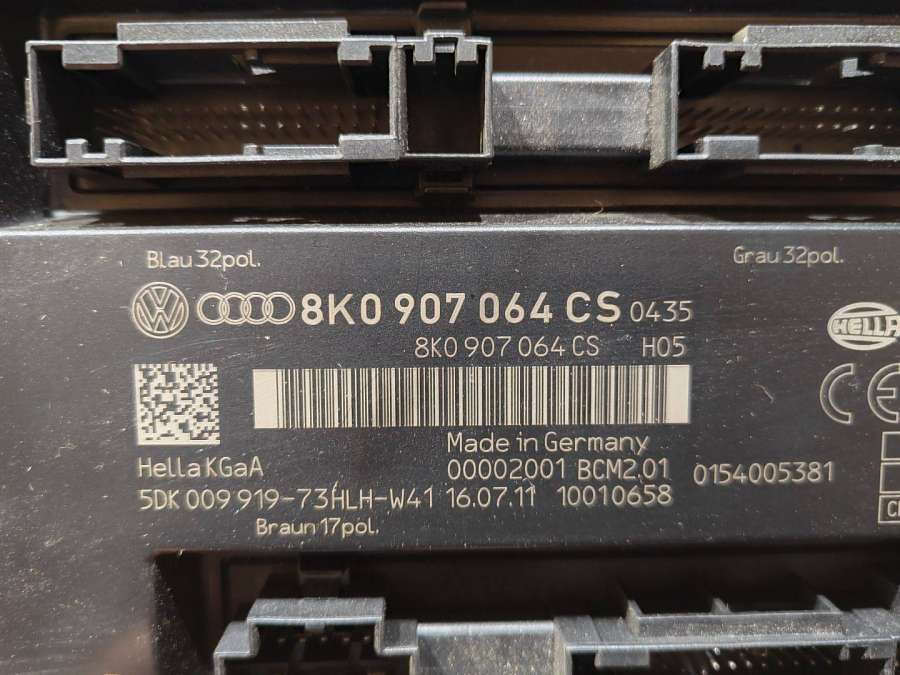 Blau 32pol.
Grau 32pol.
8K0 907 064 CS 0435
HELLA
8K0 907 064 CS H05
CE
Made in Germany
Hella KGaA
00002001 BCM2.01
0154005381
5DK 009 919-73HLH-W41 16.07.11 10010658
Braun 17pol.